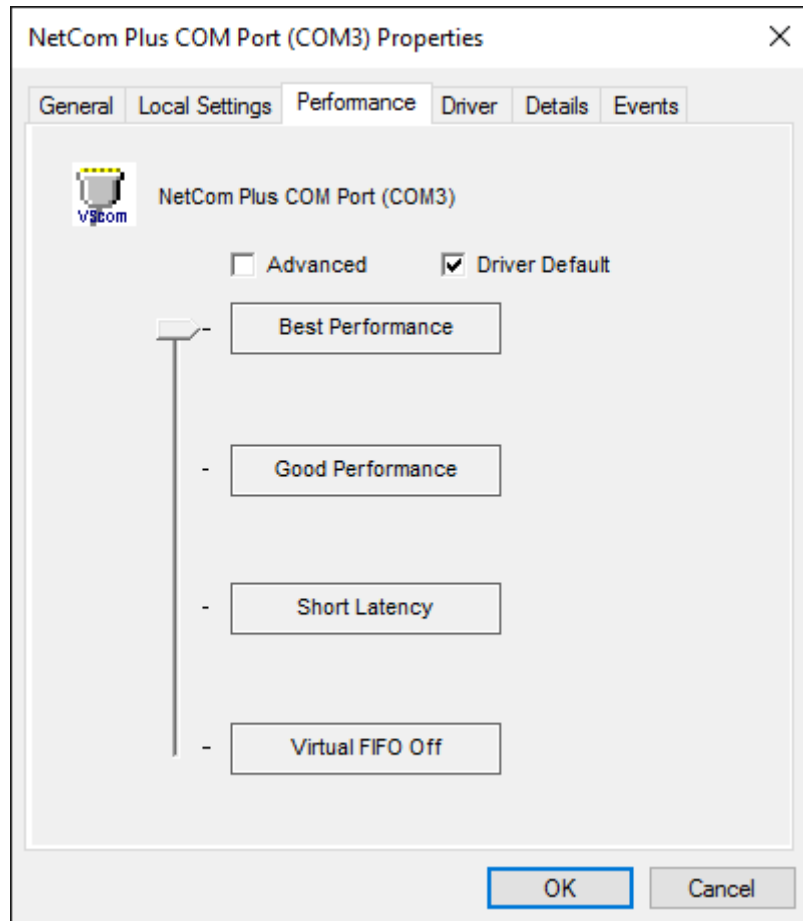 NetCom Plus COM Port (COM3) Properties
General Local Settings Performance Driver Details Events
VScom
NetCom Plus COM Port (COM3)
Advanced Driver Default
Best Performance
Good Performance
Short Latency
Virtual FIFO Off
OK Cancel